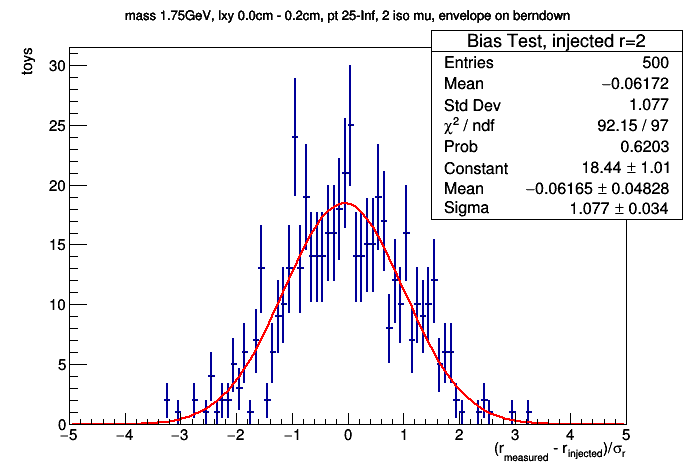 mass 1.75GeV, lxy 0.0cm - 0.2cm, pt 25-Inf, 2 iso mu, envelope on berndown
Bias Test, injected r=2
Entries 500
Mean −0.06172
Std Dev 1.077
χ² / ndf 92.15 / 97
Prob 0.6203
Constant 18.44 ± 1.01
Mean −0.06165 ± 0.04828
Sigma 1.077 ± 0.034
toys
30
25
20
15
10
5
0
−5 −4 −3 −2 −1 0 1 2 3 4 5
(r_measured - r_injected)/σ_r